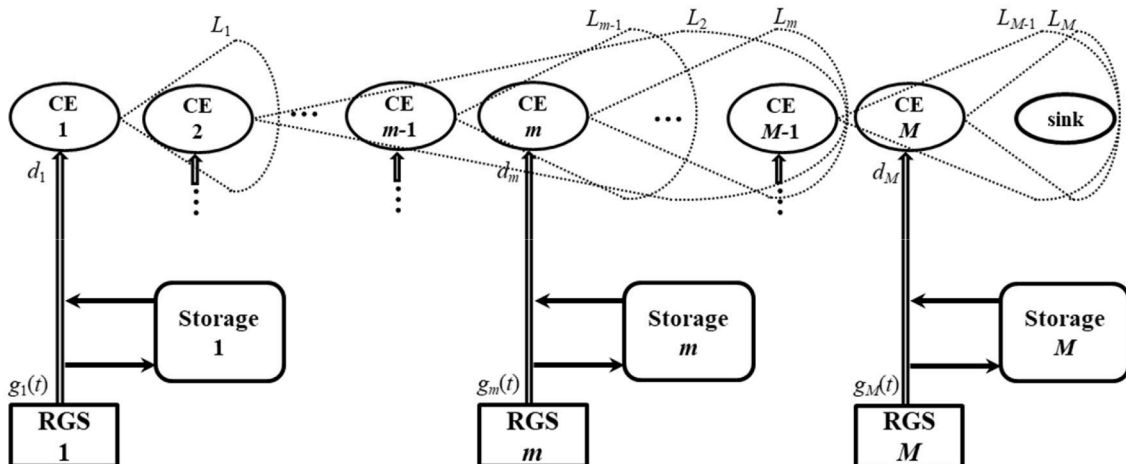 L1
Lm-1
L2
Lm
LM-1
LM
CE
1
CE
2
...
CE
m-1
CE
m
...
CE
M-1
CE
M
sink
d1
dm
dM
Storage
1
Storage
m
Storage
M
g1(t)
gm(t)
gM(t)
RGS
1
RGS
m
RGS
M